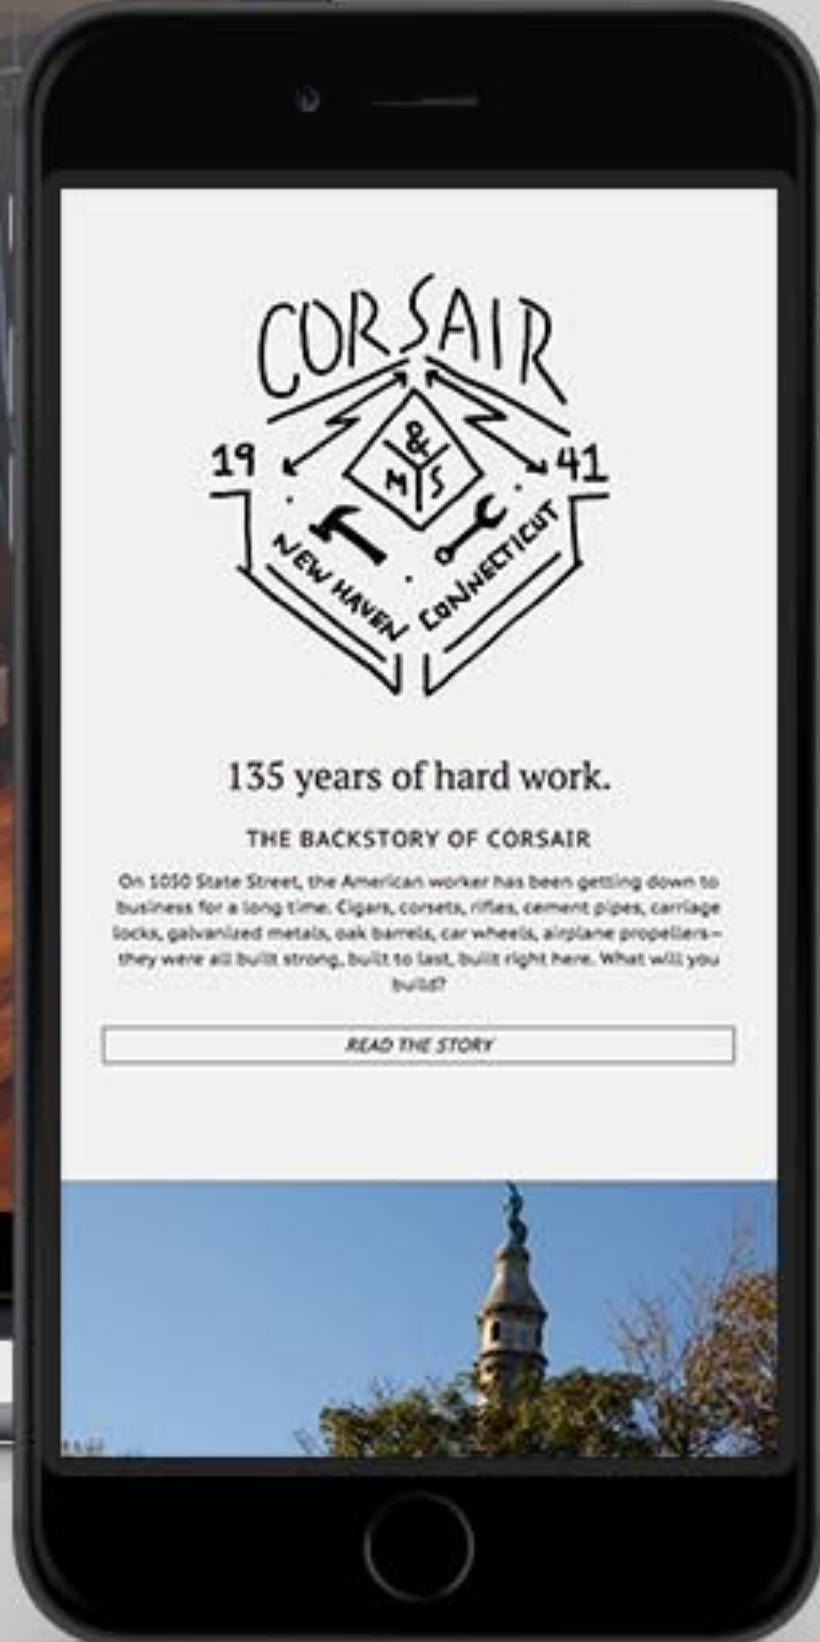 CORSAIR
19 41
& M S
NEW HAVEN CONNECTICUT
135 years of hard work.
THE BACKSTORY OF CORSAIR
On 1050 State Street, the American worker has been getting down to
business for a long time. Cigars, corsets, rifles, cement pipes, carriage
locks, galvanized metals, oak barrels, car wheels, airplane propellers—
they were all built strong, built to last, built right here. What will you
build?
READ THE STORY